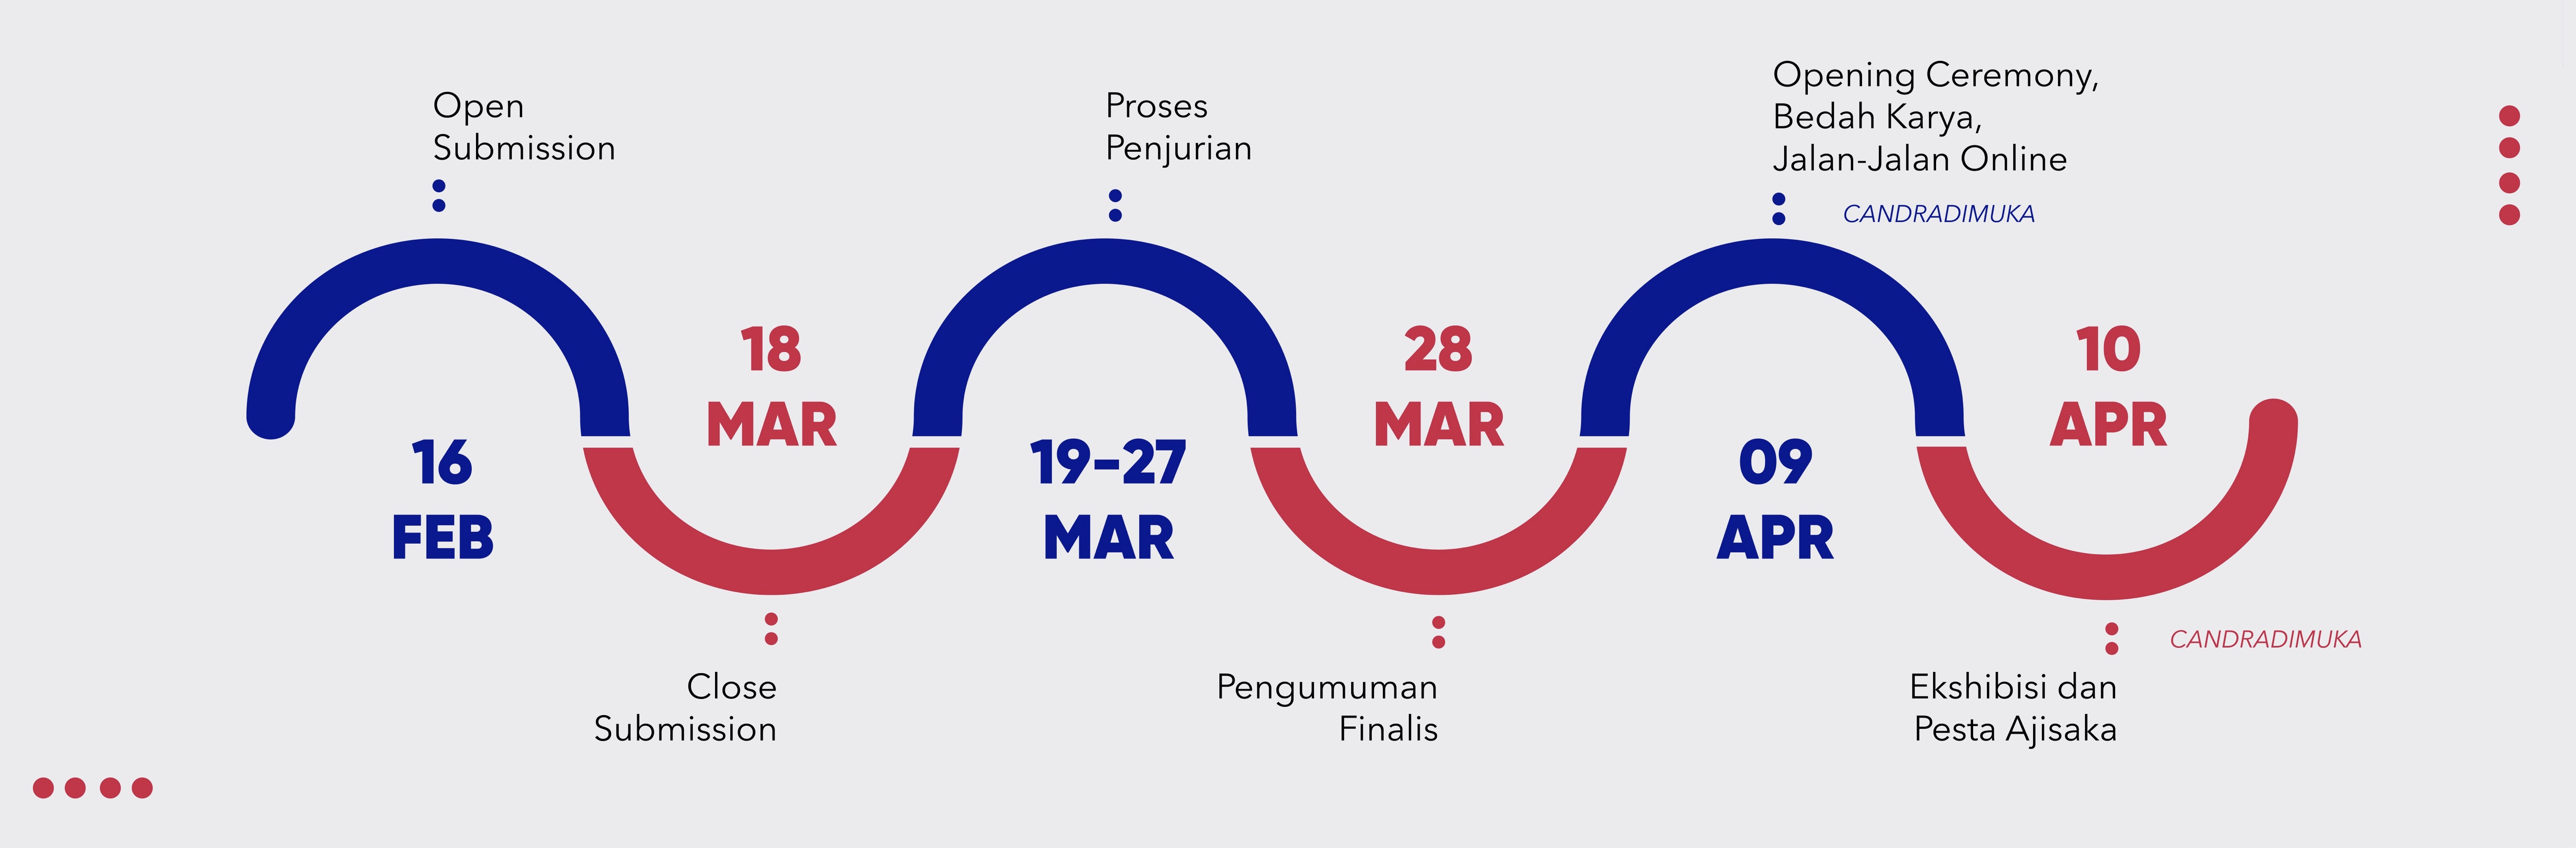 Open
Submission
16
FEB
18
MAR
Close
Submission
Proses
Penjurian
19-27
MAR
28
MAR
Pengumuman
Finalis
Opening Ceremony,
Bedah Karya,
Jalan-Jalan Online
CANDRADIMUKA
09
APR
10
APR
CANDRADIMUKA
Ekshibisi dan
Pesta Ajisaka